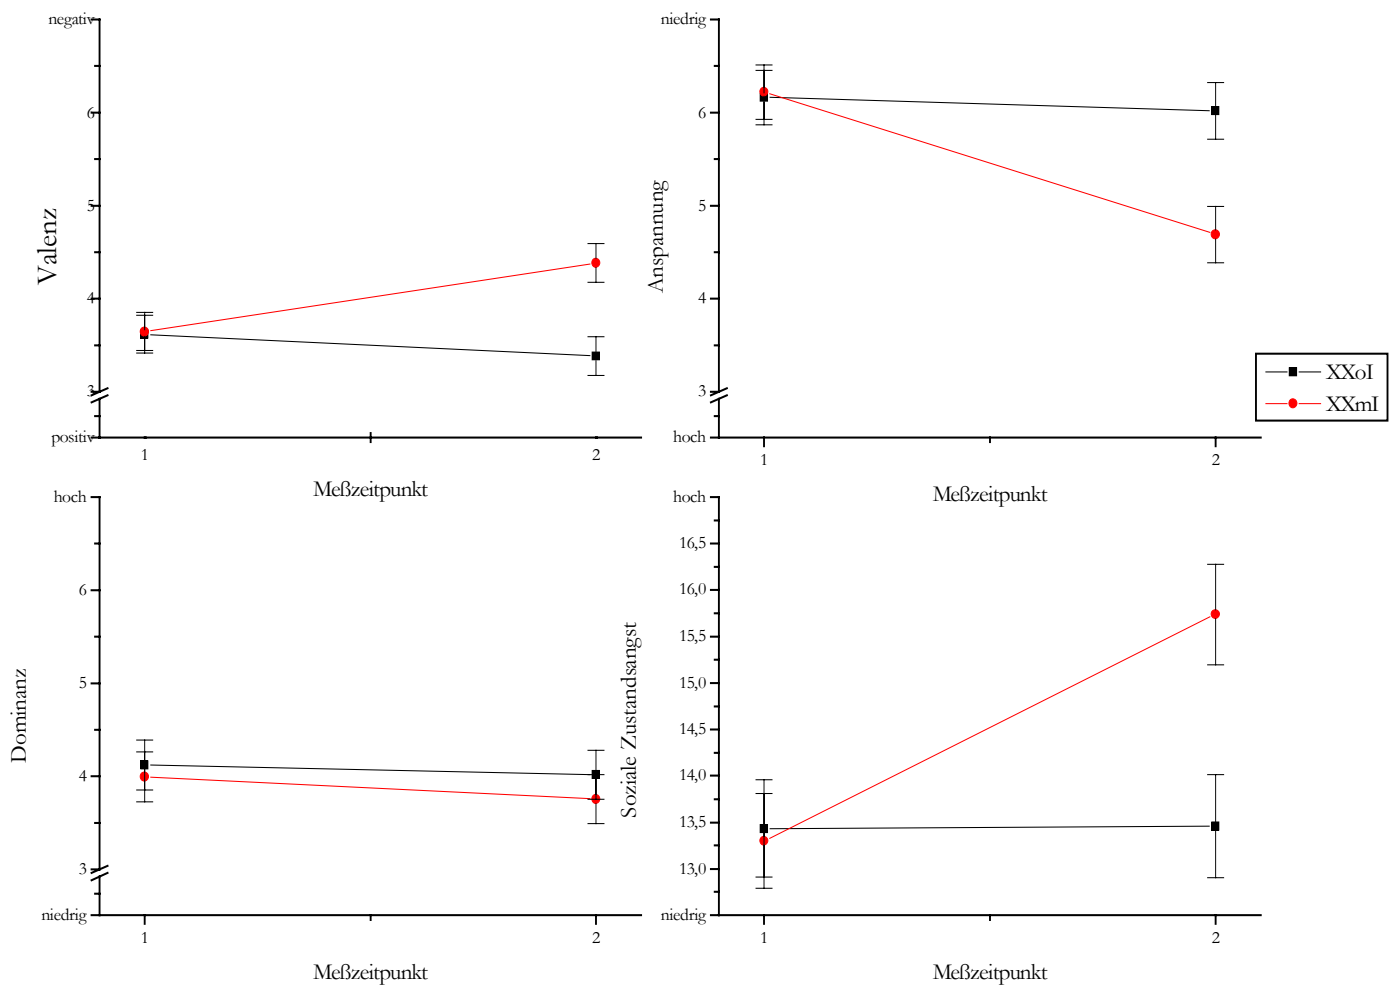 negativ
6
5
Valenz
4
3
positiv
1
2
Meßzeitpunkt
niedrig
6
5
Anspannung
4
3
hoch
1
2
Meßzeitpunkt
XXoI
XXmI
hoch
6
5
Dominanz
4
3
niedrig
1
2
Meßzeitpunkt
hoch
16,5
16,0
15,5
15,0
Soziale Zustandsangst
14,5
14,0
13,5
13,0
niedrig
1
2
Meßzeitpunkt